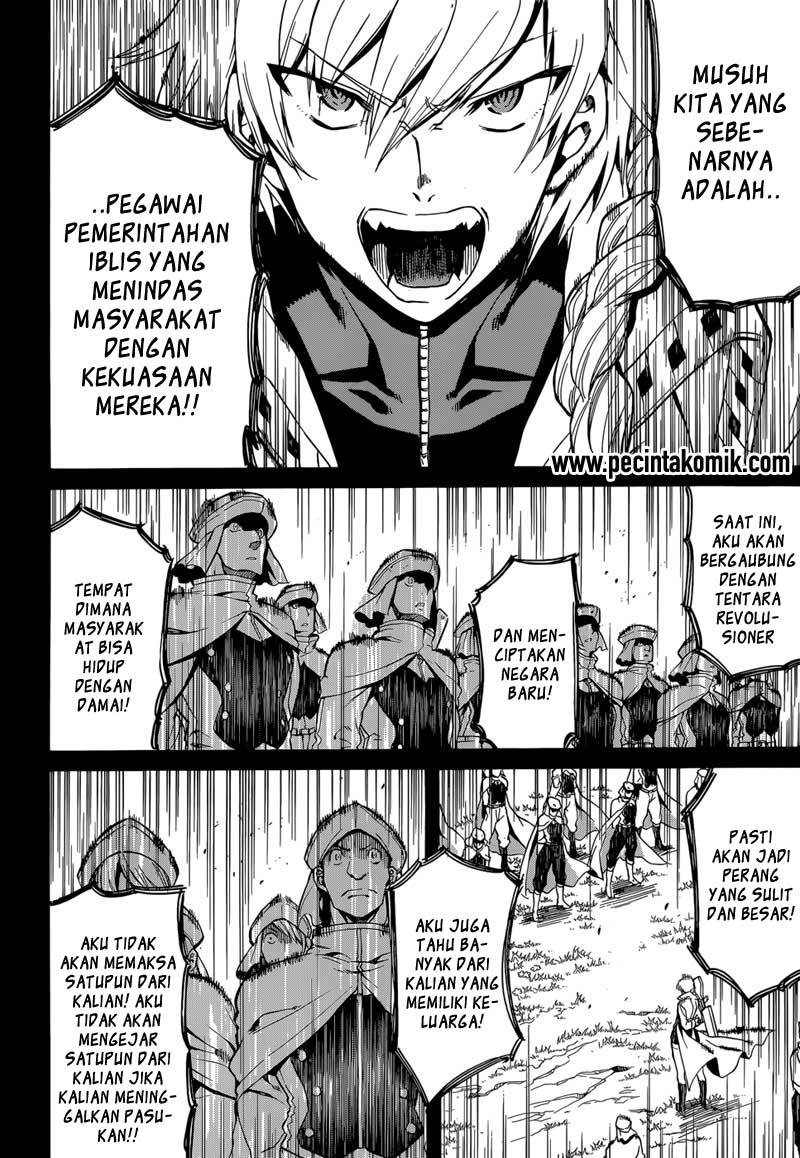 MUSUH
KITA YANG
SEBE-
NARNYA
ADALAH..
..PEGAWAI
PEMERINTAHAN
IBLIS YANG
MENINDAS
MASYARAKAT
DENGAN
KEKUASAAN
MEREKA!!
www.pecintakomik.com
SAAT INI,
AKU AKAN
BERGAUBUNG
DENGAN
TENTARA
REVOLU-
SIONER
DAN MEN-
CIPTAKAN
NEGARA
BARU!
TEMPAT
DIMANA
MASYARAK
AT BISA
HIDUP
DENGAN
DAMAI!
PASTI
AKAN JADI
PERANG
YANG SULIT
DAN BESAR!
AKU JUGA
TAHU BA-
NYAK DARI
KALIAN YANG
MEMILIKI KE-
LUARGA!
AKU TIDAK
AKAN MEMAKSA
SATUPUN DARI
KALIAN! AKU
TIDAK AKAN
MENGEJAR
SATUPUN DARI
KALIAN JIKA
KALIAN MENING-
GALKAN PASU-
KAN!!